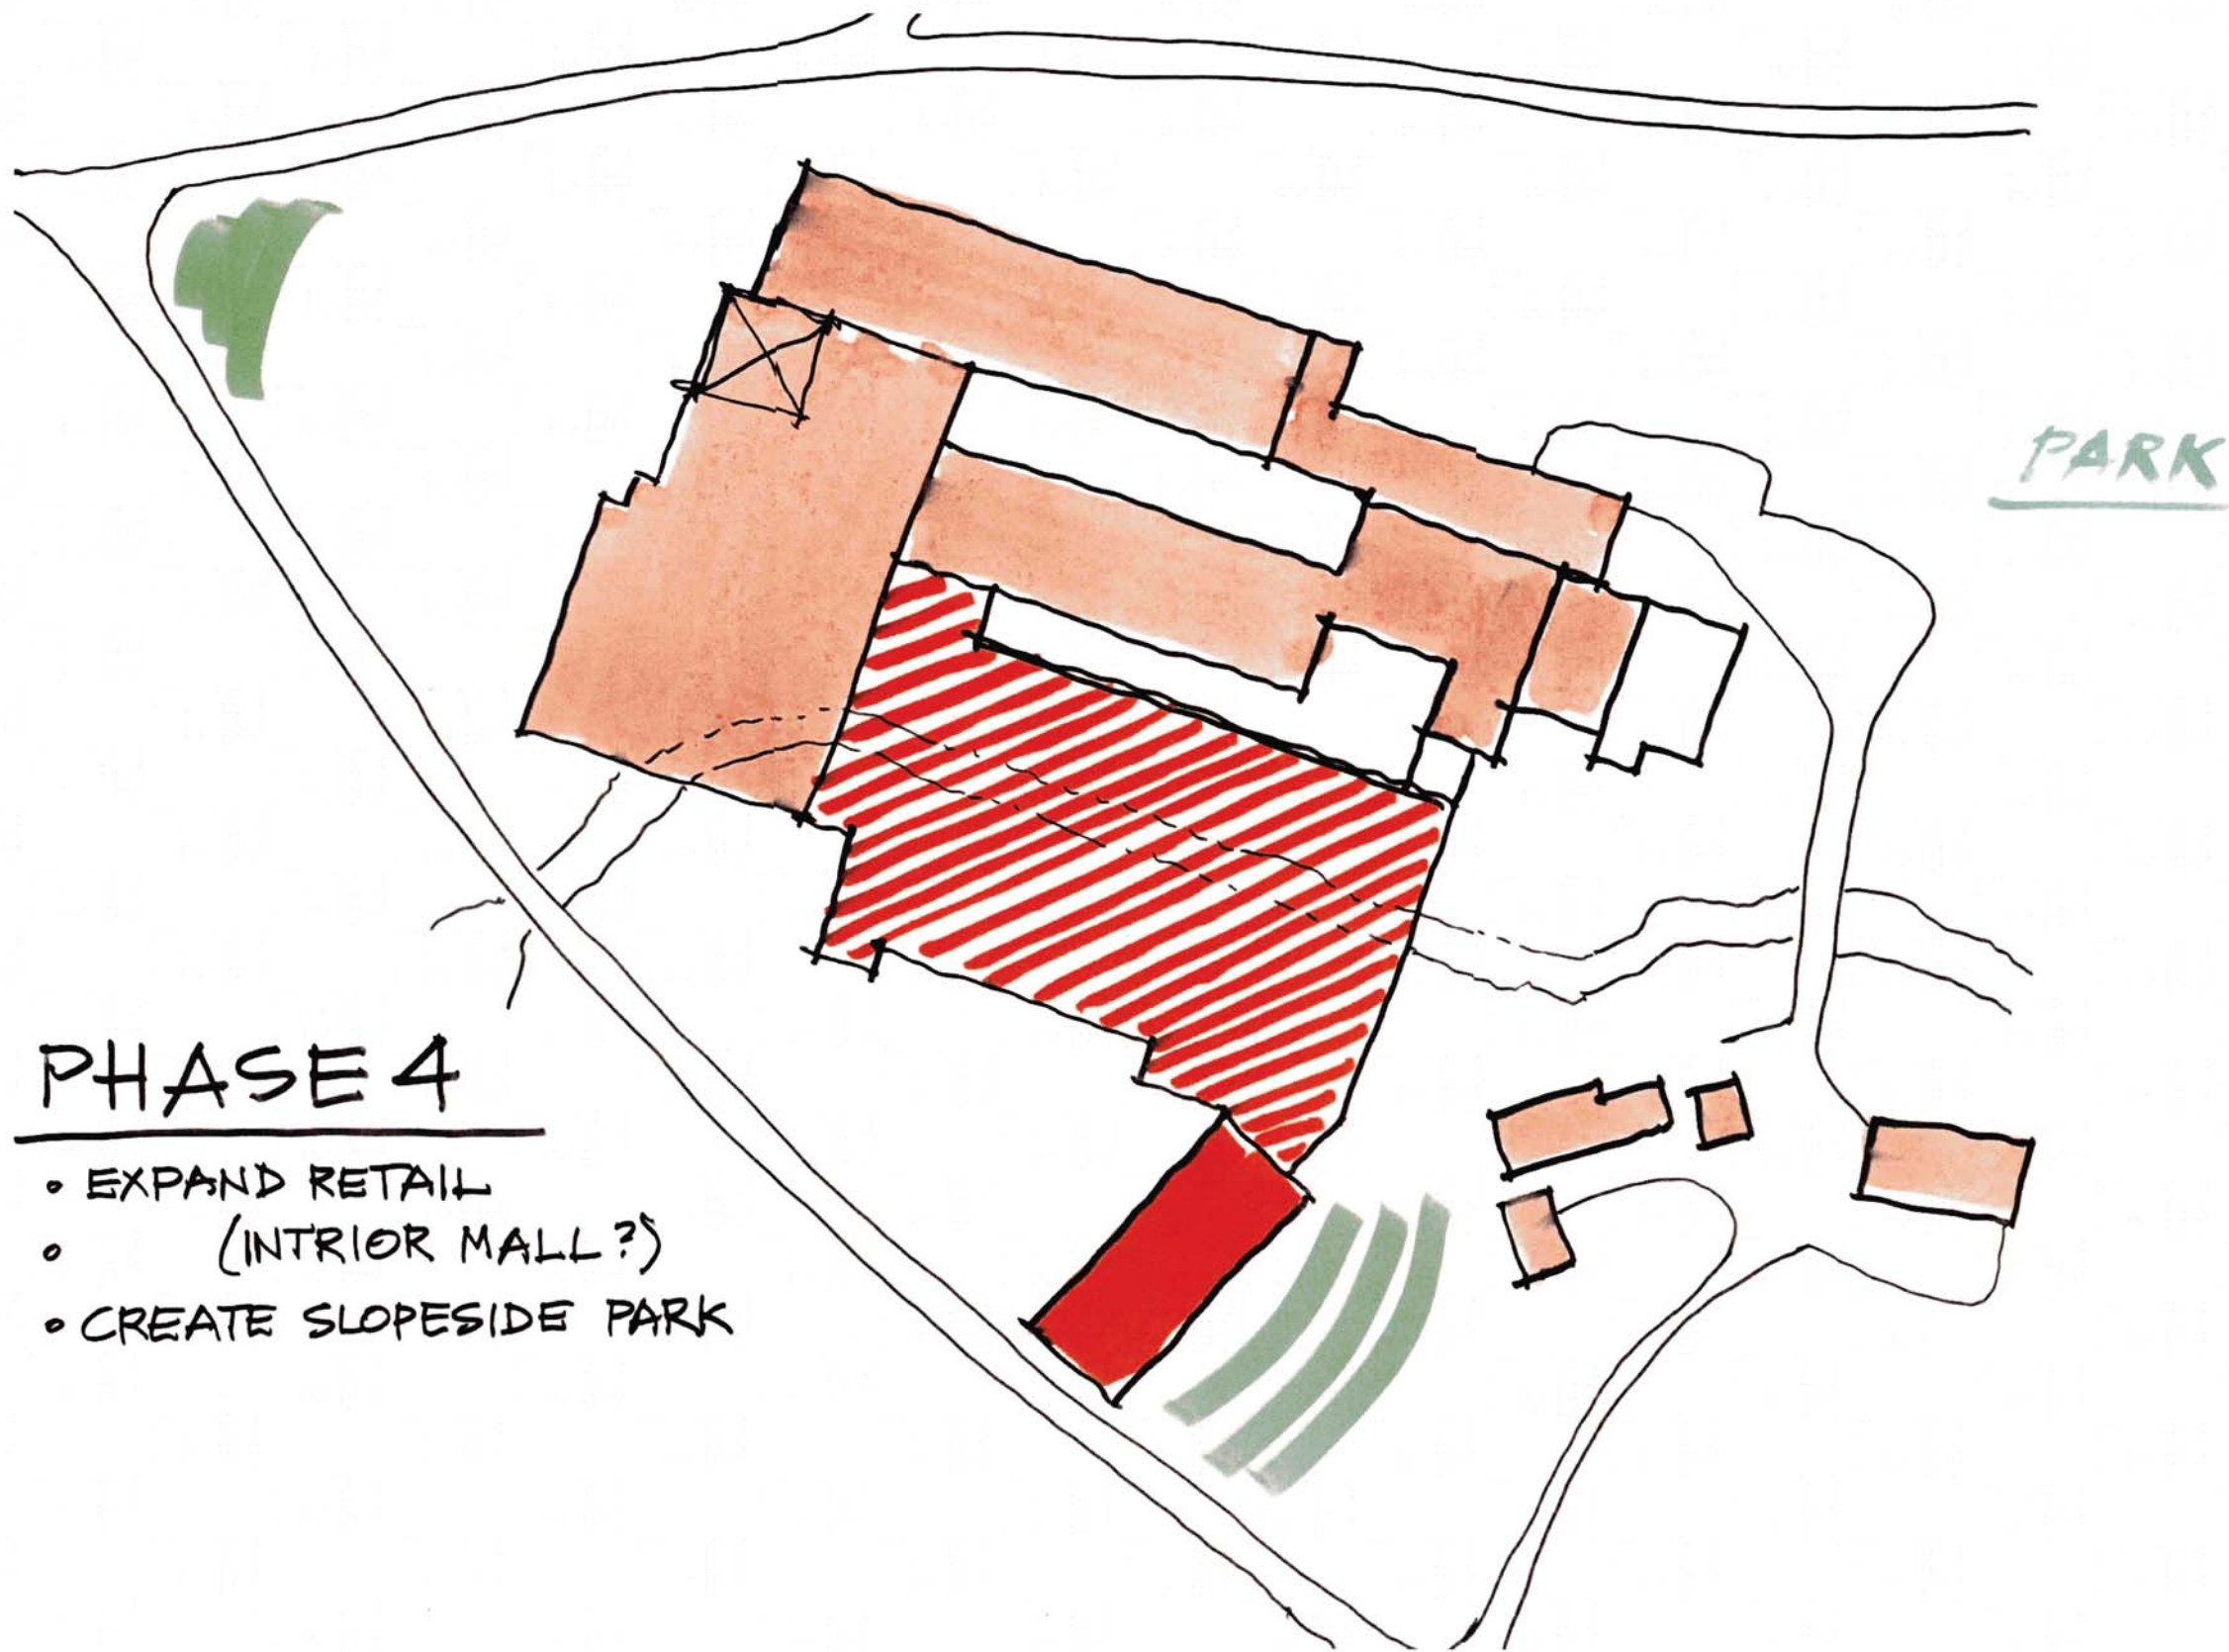 PARK
PHASE 4
• EXPAND RETAIL
• (INTRIOR MALL?)
• CREATE SLOPESIDE PARK